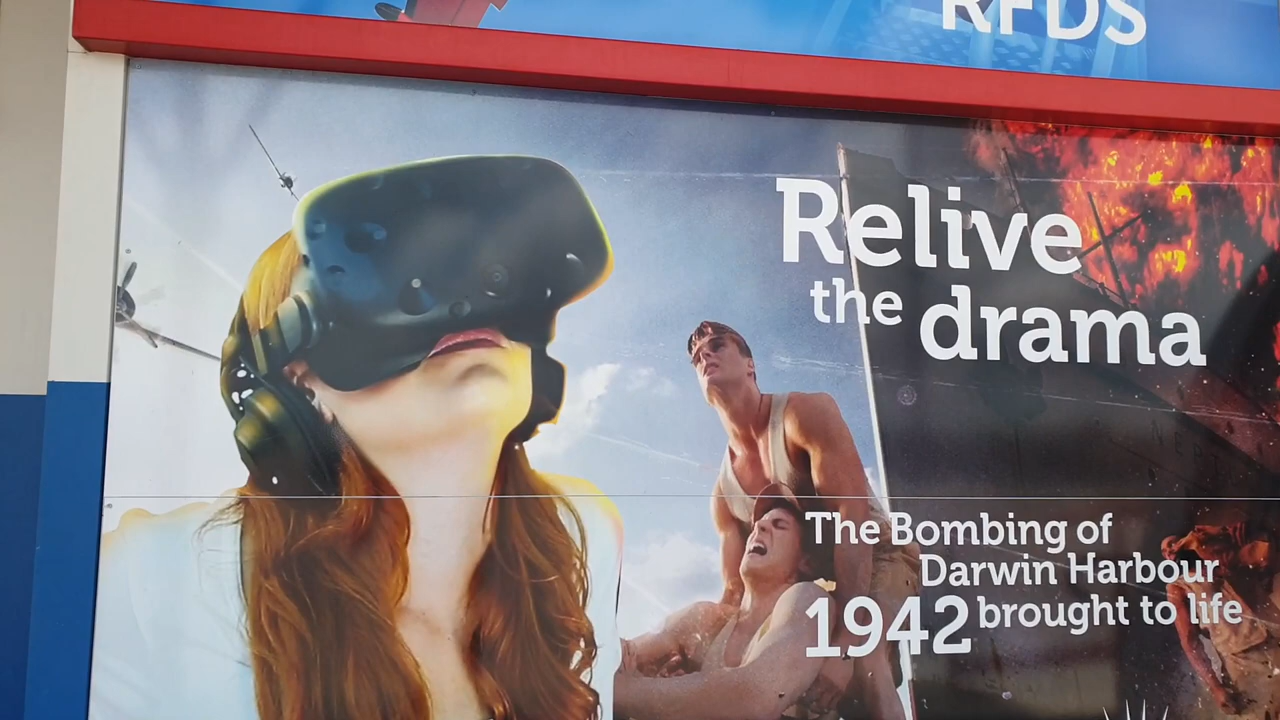 RFDS
Relive
the drama
The Bombing of
Darwin Harbour
1942 brought to life